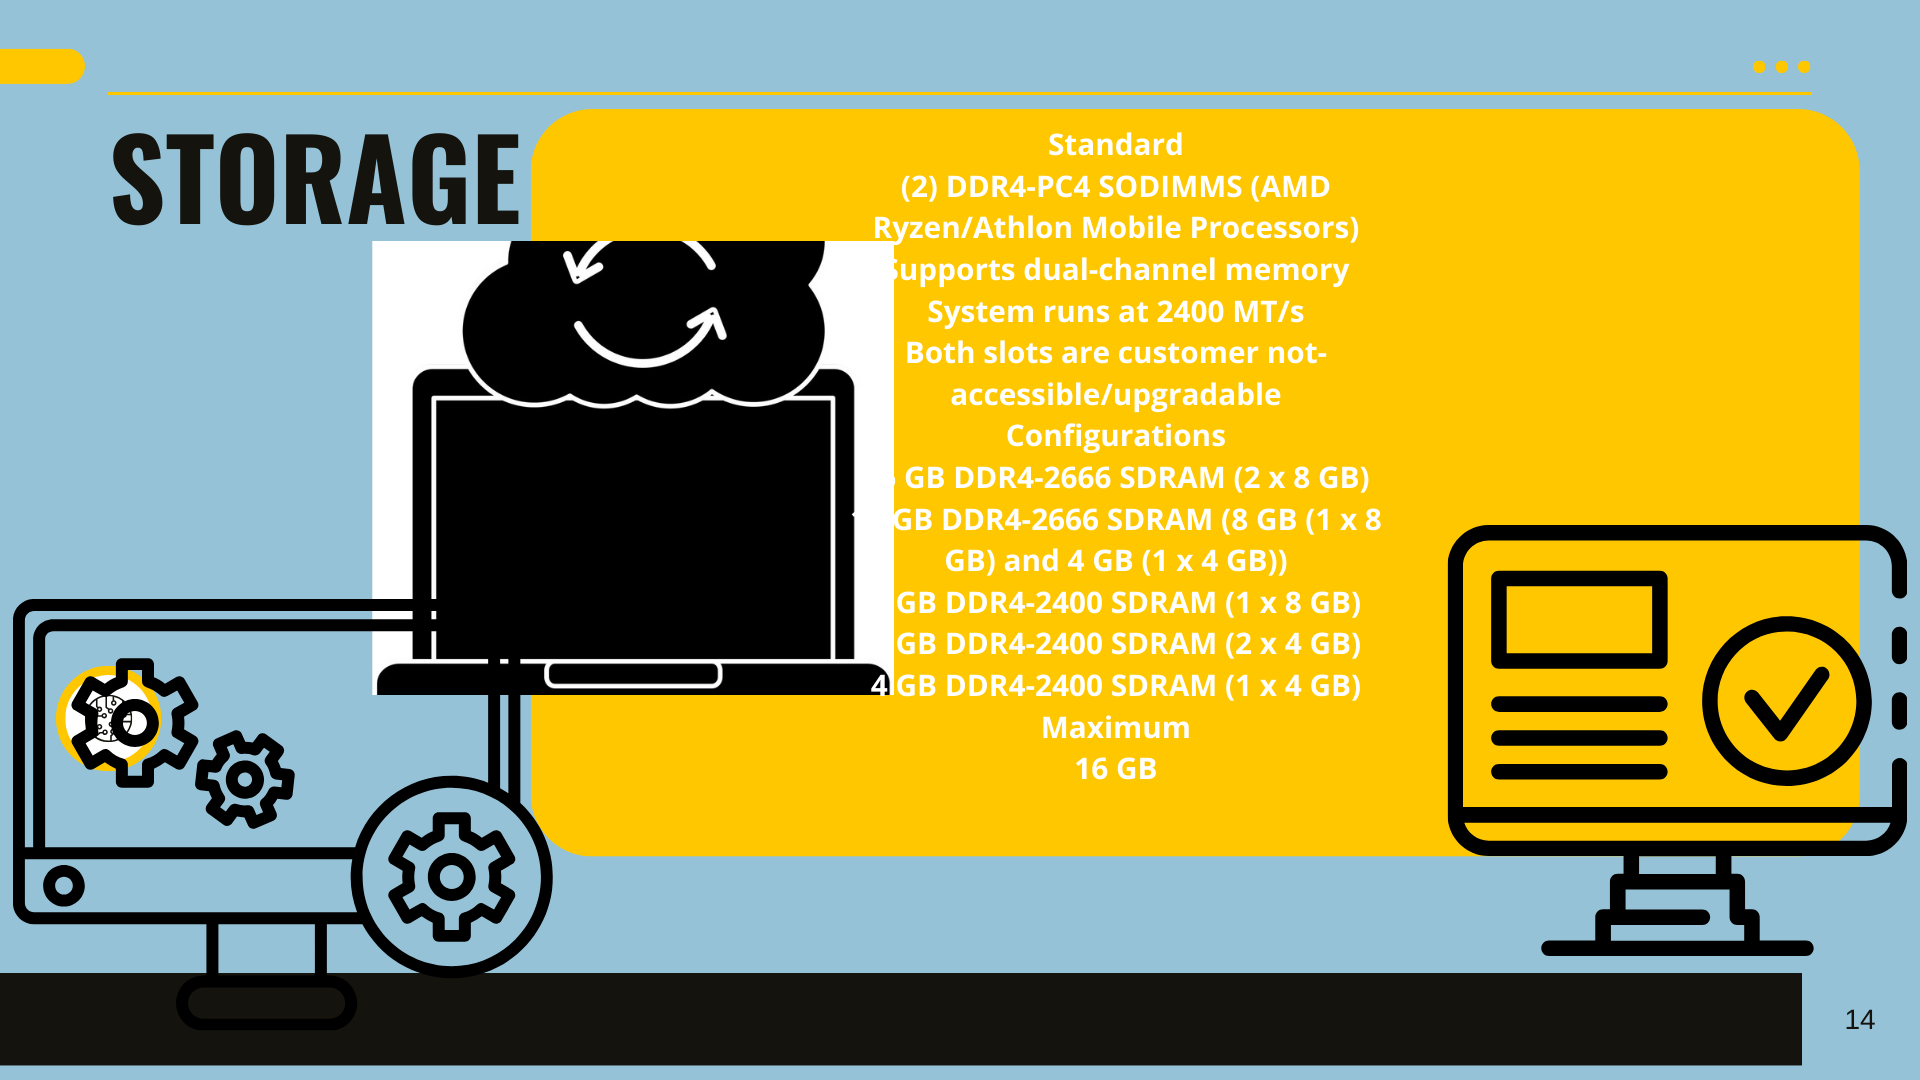 STORAGE
Standard
(2) DDR4-PC4 SODIMMS (AMD
Ryzen/Athlon Mobile Processors)
Supports dual-channel memory
System runs at 2400 MT/s
Both slots are customer not-
accessible/upgradable
Configurations
GB DDR4-2666 SDRAM (2 x 8 GB)
GB DDR4-2666 SDRAM (8 GB (1 x 8
GB) and 4 GB (1 x 4 GB))
GB DDR4-2400 SDRAM (1 x 8 GB)
GB DDR4-2400 SDRAM (2 x 4 GB)
4 GB DDR4-2400 SDRAM (1 x 4 GB)
Maximum
16 GB
14